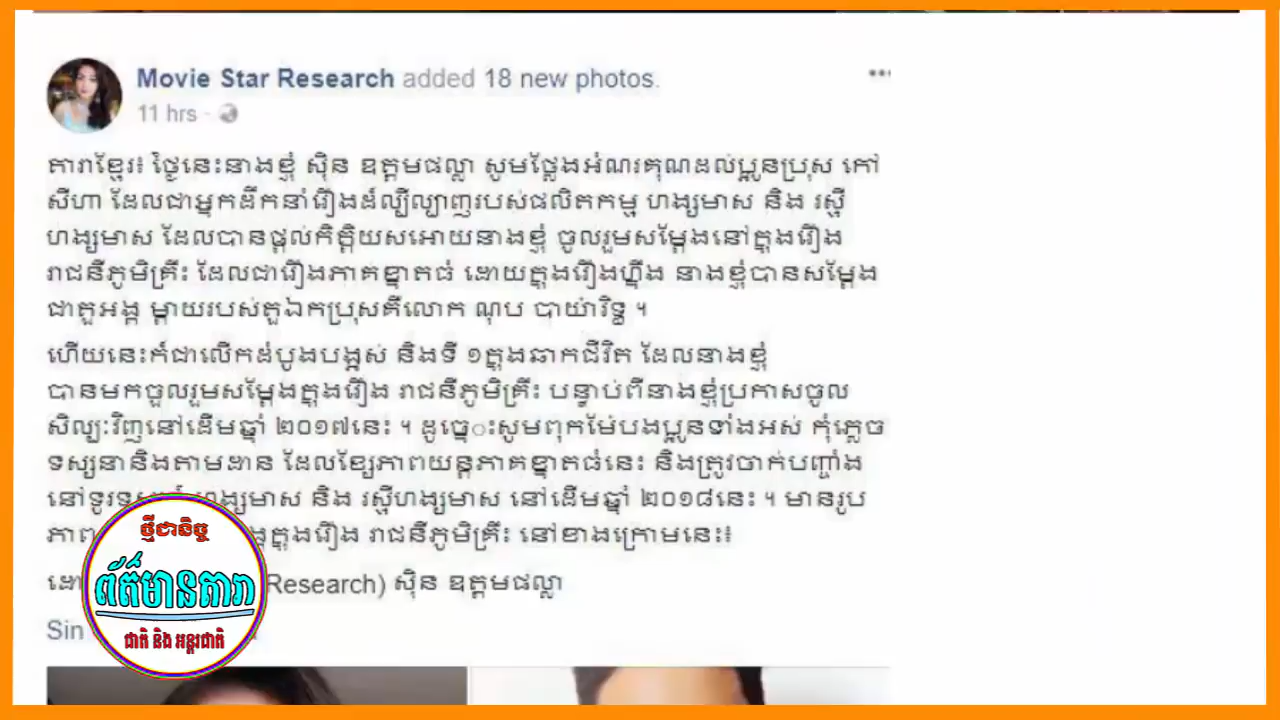 Movie Star Research added 18 new photos.
11 hrs ·
តារាខ្មែរ៖ ថ្ងៃនេះនាងខ្ញុំ ស៊ិន ឧត្តមផល្លា សូមថ្លែងអំណរគុណដល់ប្អូនប្រុស កៅ
សីហា ដែលជាអ្នកដឹកនាំរឿងដ៏ល្បីល្បាញរបស់ផលិតកម្ម ហង្សមាស និង រស្មី
ហង្សមាស ដែលបានផ្តល់កិត្តិយសអោយនាងខ្ញុំ ចូលរួមសម្តែងនៅក្នុងរឿង
រាជនីភូមិគ្រឹះ ដែលជារឿងភាគខ្នាតធំ ដោយក្នុងរឿងហ្នឹង នាងខ្ញុំបានសម្តែង
ជាតួអង្គ ម្តាយរបស់តួឯកប្រុសគឺលោក ណុប បាយ៉ារិទ្ធ ។
ហើយនេះក៏ជាលើកដំបូងបង្អស់ និងទី ១ក្នុងឆាកជីវិត ដែលនាងខ្ញុំ
បានមកចួលរួមសម្តែងក្នុងរឿង រាជនីភូមិគ្រឹះ បន្ទាប់ពីនាងខ្ញុំប្រកាសចូល
សិល្បៈវិញនៅដើមឆ្នាំ ២០១៧នេះ ។ ដូច្នេះសូមពុកម៉ែបងប្អូនទាំងអស់ កុំភ្លេច
ទស្សនានិងតាមដាន ដែលខ្សែភាពយន្តភាគខ្នាតធំនេះ និងត្រូវចាក់បញ្ចាំង
នៅទូរទស្សន៍ ហង្សមាស និង រស្មីហង្សមាស នៅដើមឆ្នាំ ២០១៨នេះ ។ មានរូប
ភាព ក្នុងរឿង រាជនីភូមិគ្រឹះ នៅខាងក្រោមនេះ៖
Research) ស៊ិន ឧត្តមផល្លា
Sin
ថ្មីជានិច្ច
ព័ត៌មានតារា
ជាតិ និង អន្តរជាតិ